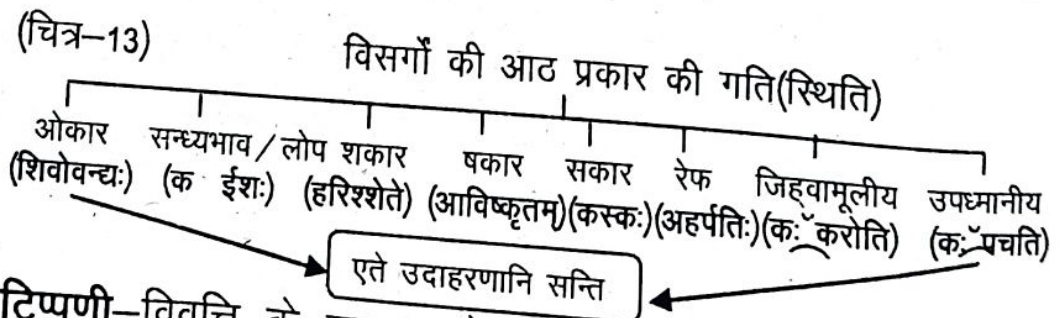 (चित्र–13)
विसर्गों की आठ प्रकार की गति(स्थिति)
ओकार सन्ध्यभाव / लोप शकार षकार सकार रेफ जिह्वामूलीय उपध्मानीय
(शिवोवन्द्यः) (क ईशः) (हरिश्शेते) (आविष्कृतम्) (कस्कः) (अहर्पतिः) (कः करोति) (कः पचति)
एते उदाहरणानि सन्ति
टिप्पणी–